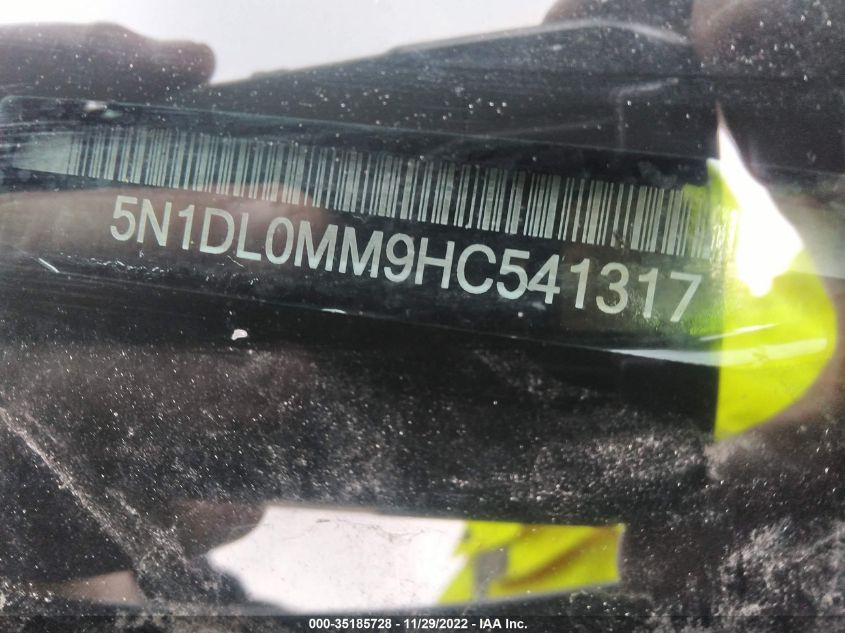 5N1DL0MM9HC541317
000-35185728 - 11/29/2022 - IAA Inc.